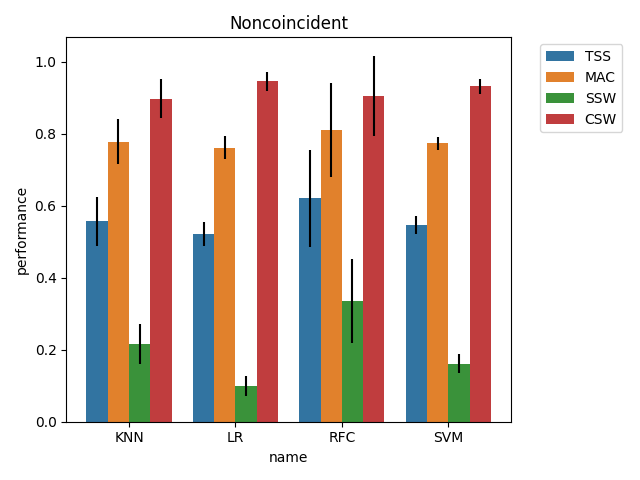 Noncoincident
performance
1.0
0.8
0.6
0.4
0.2
0.0
KNN LR RFC SVM
name
TSS
MAC
SSW
CSW